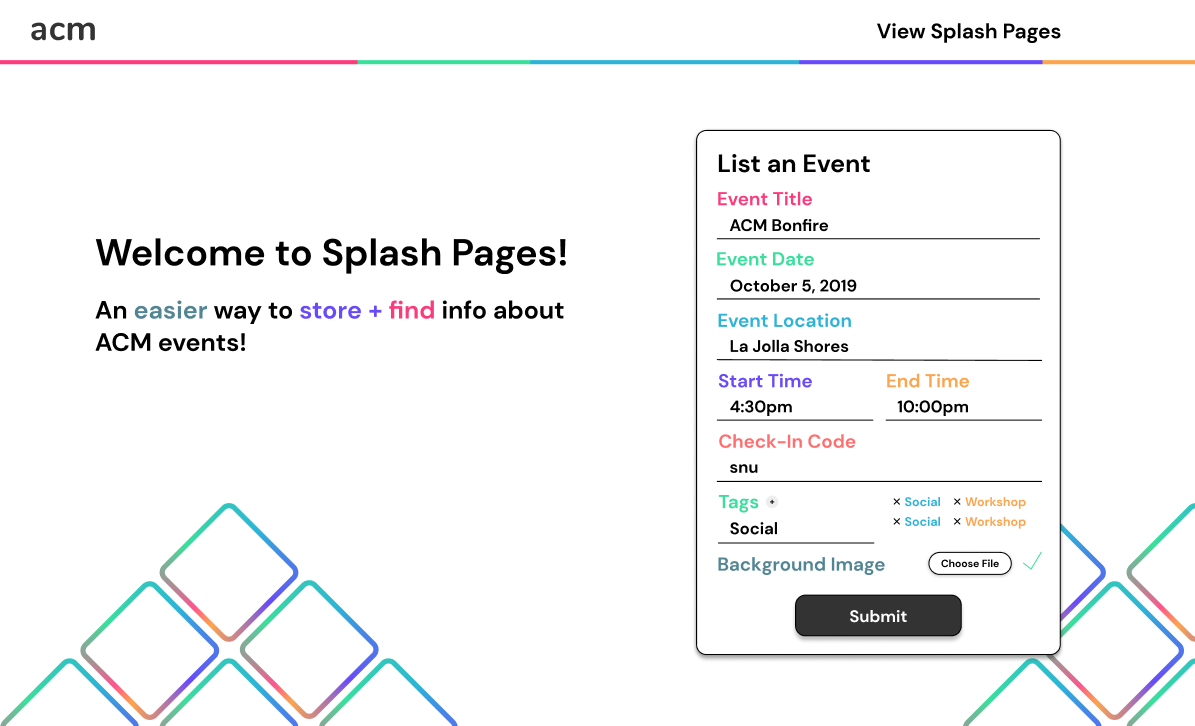 acm
View Splash Pages
Welcome to Splash Pages!
An easier way to store + find info about
ACM events!
List an Event
Event Title
ACM Bonfire
Event Date
October 5, 2019
Event Location
La Jolla Shores
Start Time End Time
4:30pm 10:00pm
Check-In Code
snu
Tags + × Social × Workshop
× Social × Workshop
Social
Background Image Choose File
Submit